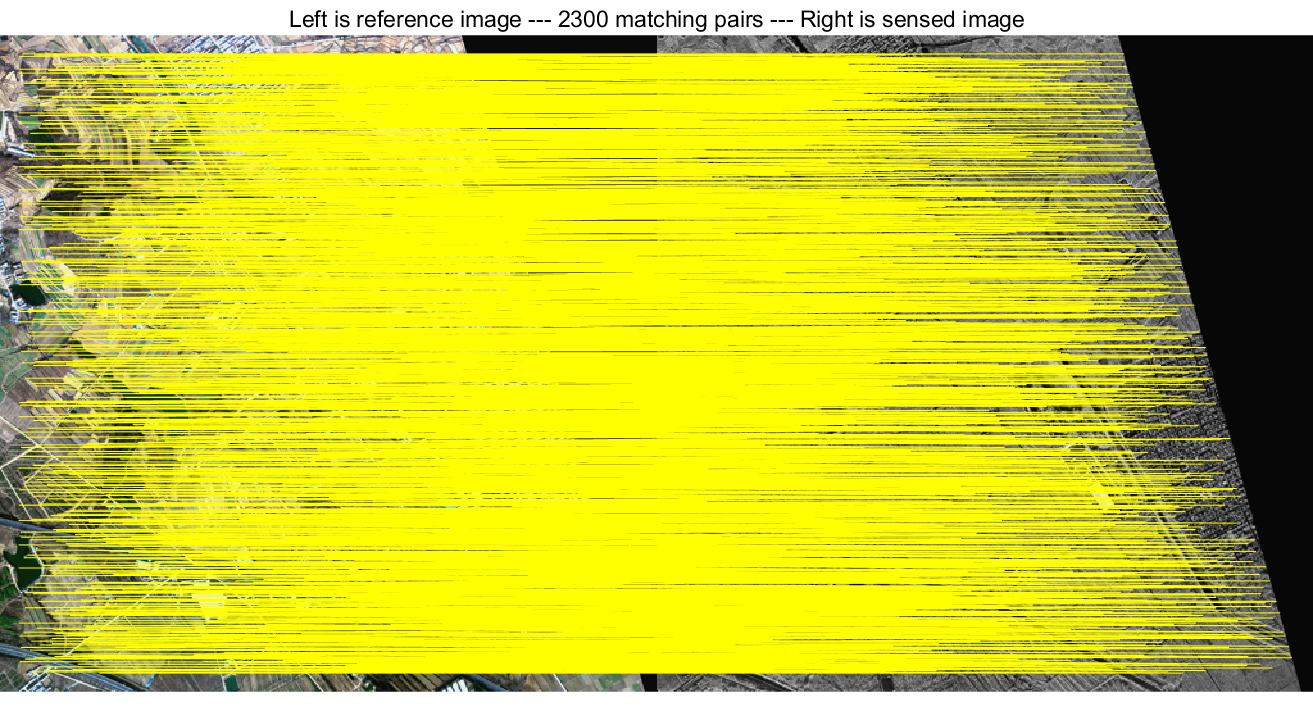 Left is reference image --- 2300 matching pairs --- Right is sensed image